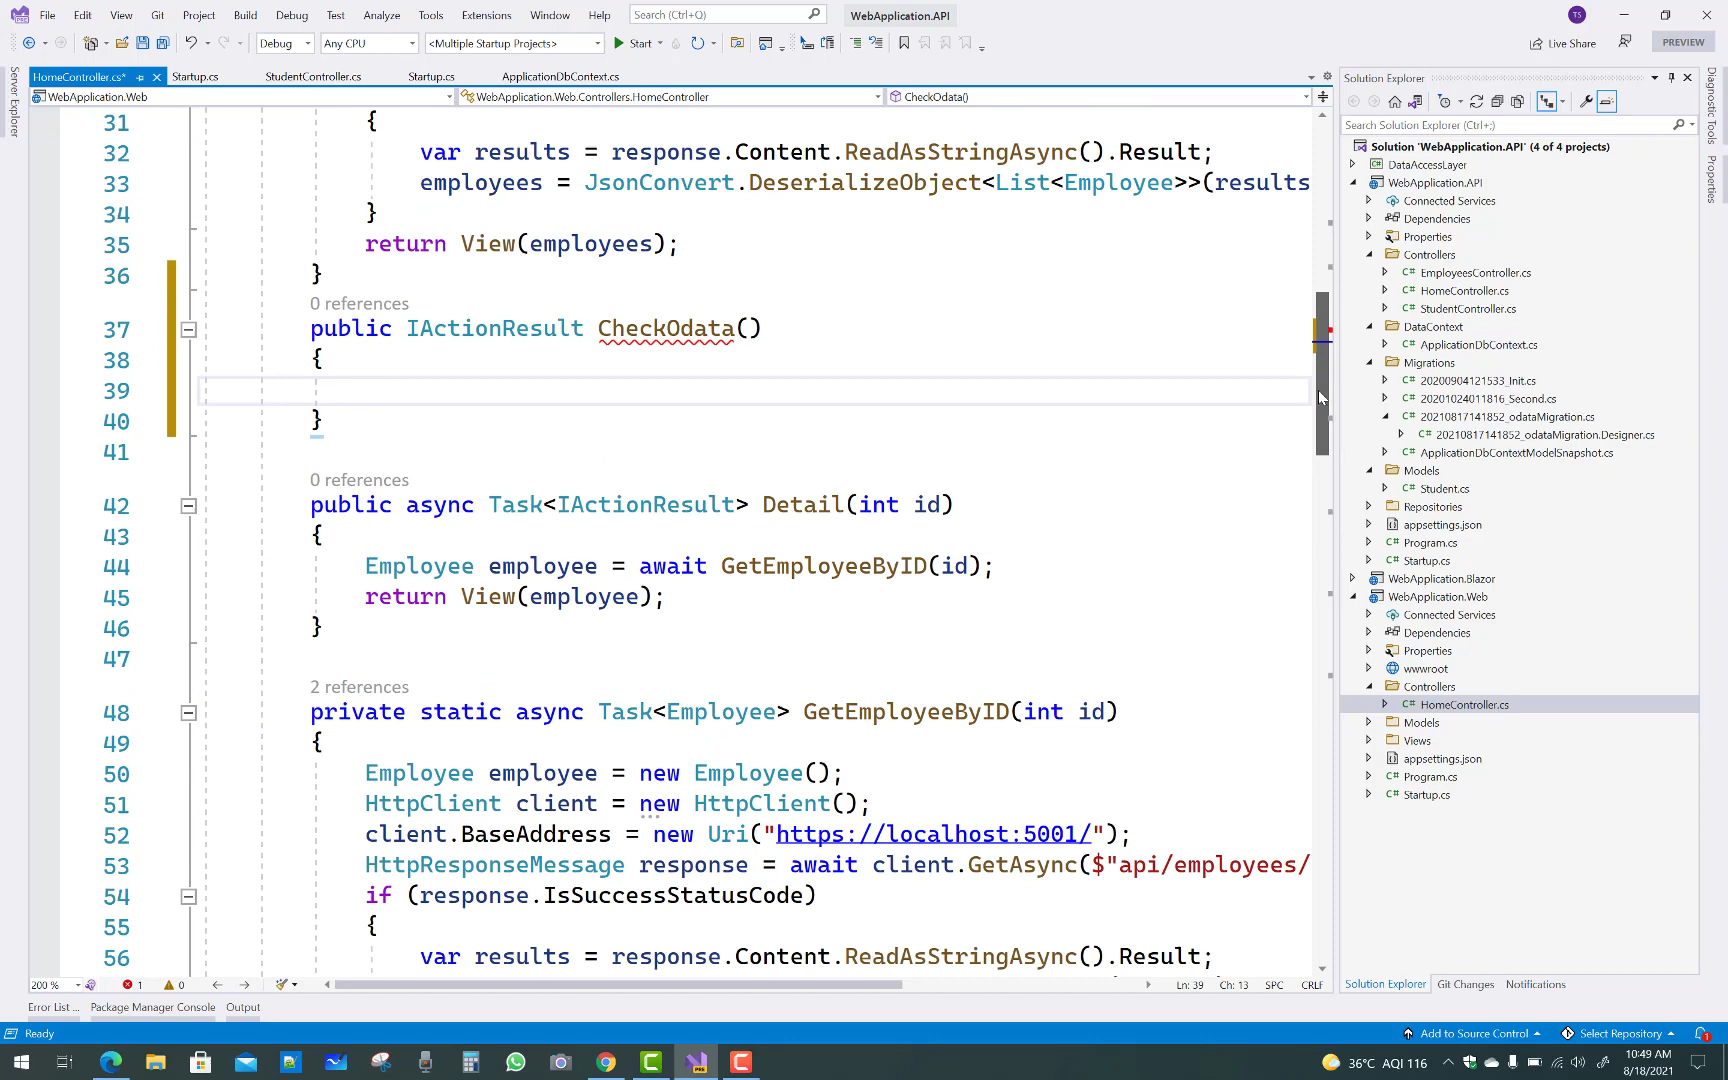 File Edit View Git Project Build Debug Test Analyze Tools Extensions Window Help Search (Ctrl+Q) WebApplication.API TS
Debug Any CPU <Multiple Startup Projects> Start Live Share PREVIEW
HomeController.cs* Startup.cs StudentController.cs Startup.cs ApplicationDbContext.cs
WebApplication.Web WebApplication.Web.Controllers.HomeController CheckOdata()
Server Explorer
31 {
32 var results = response.Content.ReadAsStringAsync().Result;
33 employees = JsonConvert.DeserializeObject<List<Employee>>(results
34 }
35 return View(employees);
36 }
0 references
37 public IActionResult CheckOdata()
38 {
39
40 }
41
0 references
42 public async Task<IActionResult> Detail(int id)
43 {
44 Employee employee = await GetEmployeeByID(id);
45 return View(employee);
46 }
47
2 references
48 private static async Task<Employee> GetEmployeeByID(int id)
49 {
50 Employee employee = new Employee();
51 HttpClient client = new HttpClient();
52 client.BaseAddress = new Uri("https://localhost:5001/");
53 HttpResponseMessage response = await client.GetAsync($"api/employees/
54 if (response.IsSuccessStatusCode)
55 {
56 var results = response.Content.ReadAsStringAsync().Result;
200 % 1 0 Ln: 39 Ch: 13 SPC CRLF
Error List ... Package Manager Console Output
Solution Explorer
Search Solution Explorer (Ctrl+;)
Solution 'WebApplication.API' (4 of 4 projects)
DataAccessLayer
WebApplication.API
Connected Services
Dependencies
Properties
Controllers
C# EmployeesController.cs
C# HomeController.cs
C# StudentController.cs
DataContext
C# ApplicationDbContext.cs
Migrations
C# 20200904121533_Init.cs
C# 20201024011816_Second.cs
C# 20210817141852_odataMigration.cs
C# 20210817141852_odataMigration.Designer.cs
C# ApplicationDbContextModelSnapshot.cs
Models
C# Student.cs
Repositories
appsettings.json
C# Program.cs
C# Startup.cs
WebApplication.Blazor
WebApplication.Web
Connected Services
Dependencies
Properties
wwwroot
Controllers
C# HomeController.cs
Models
Views
appsettings.json
C# Program.cs
C# Startup.cs
Solution Explorer Git Changes Notifications
Diagnostic Tools
Properties
Ready Add to Source Control Select Repository 1
36°C AQI 116 10:49 AM
8/18/2021